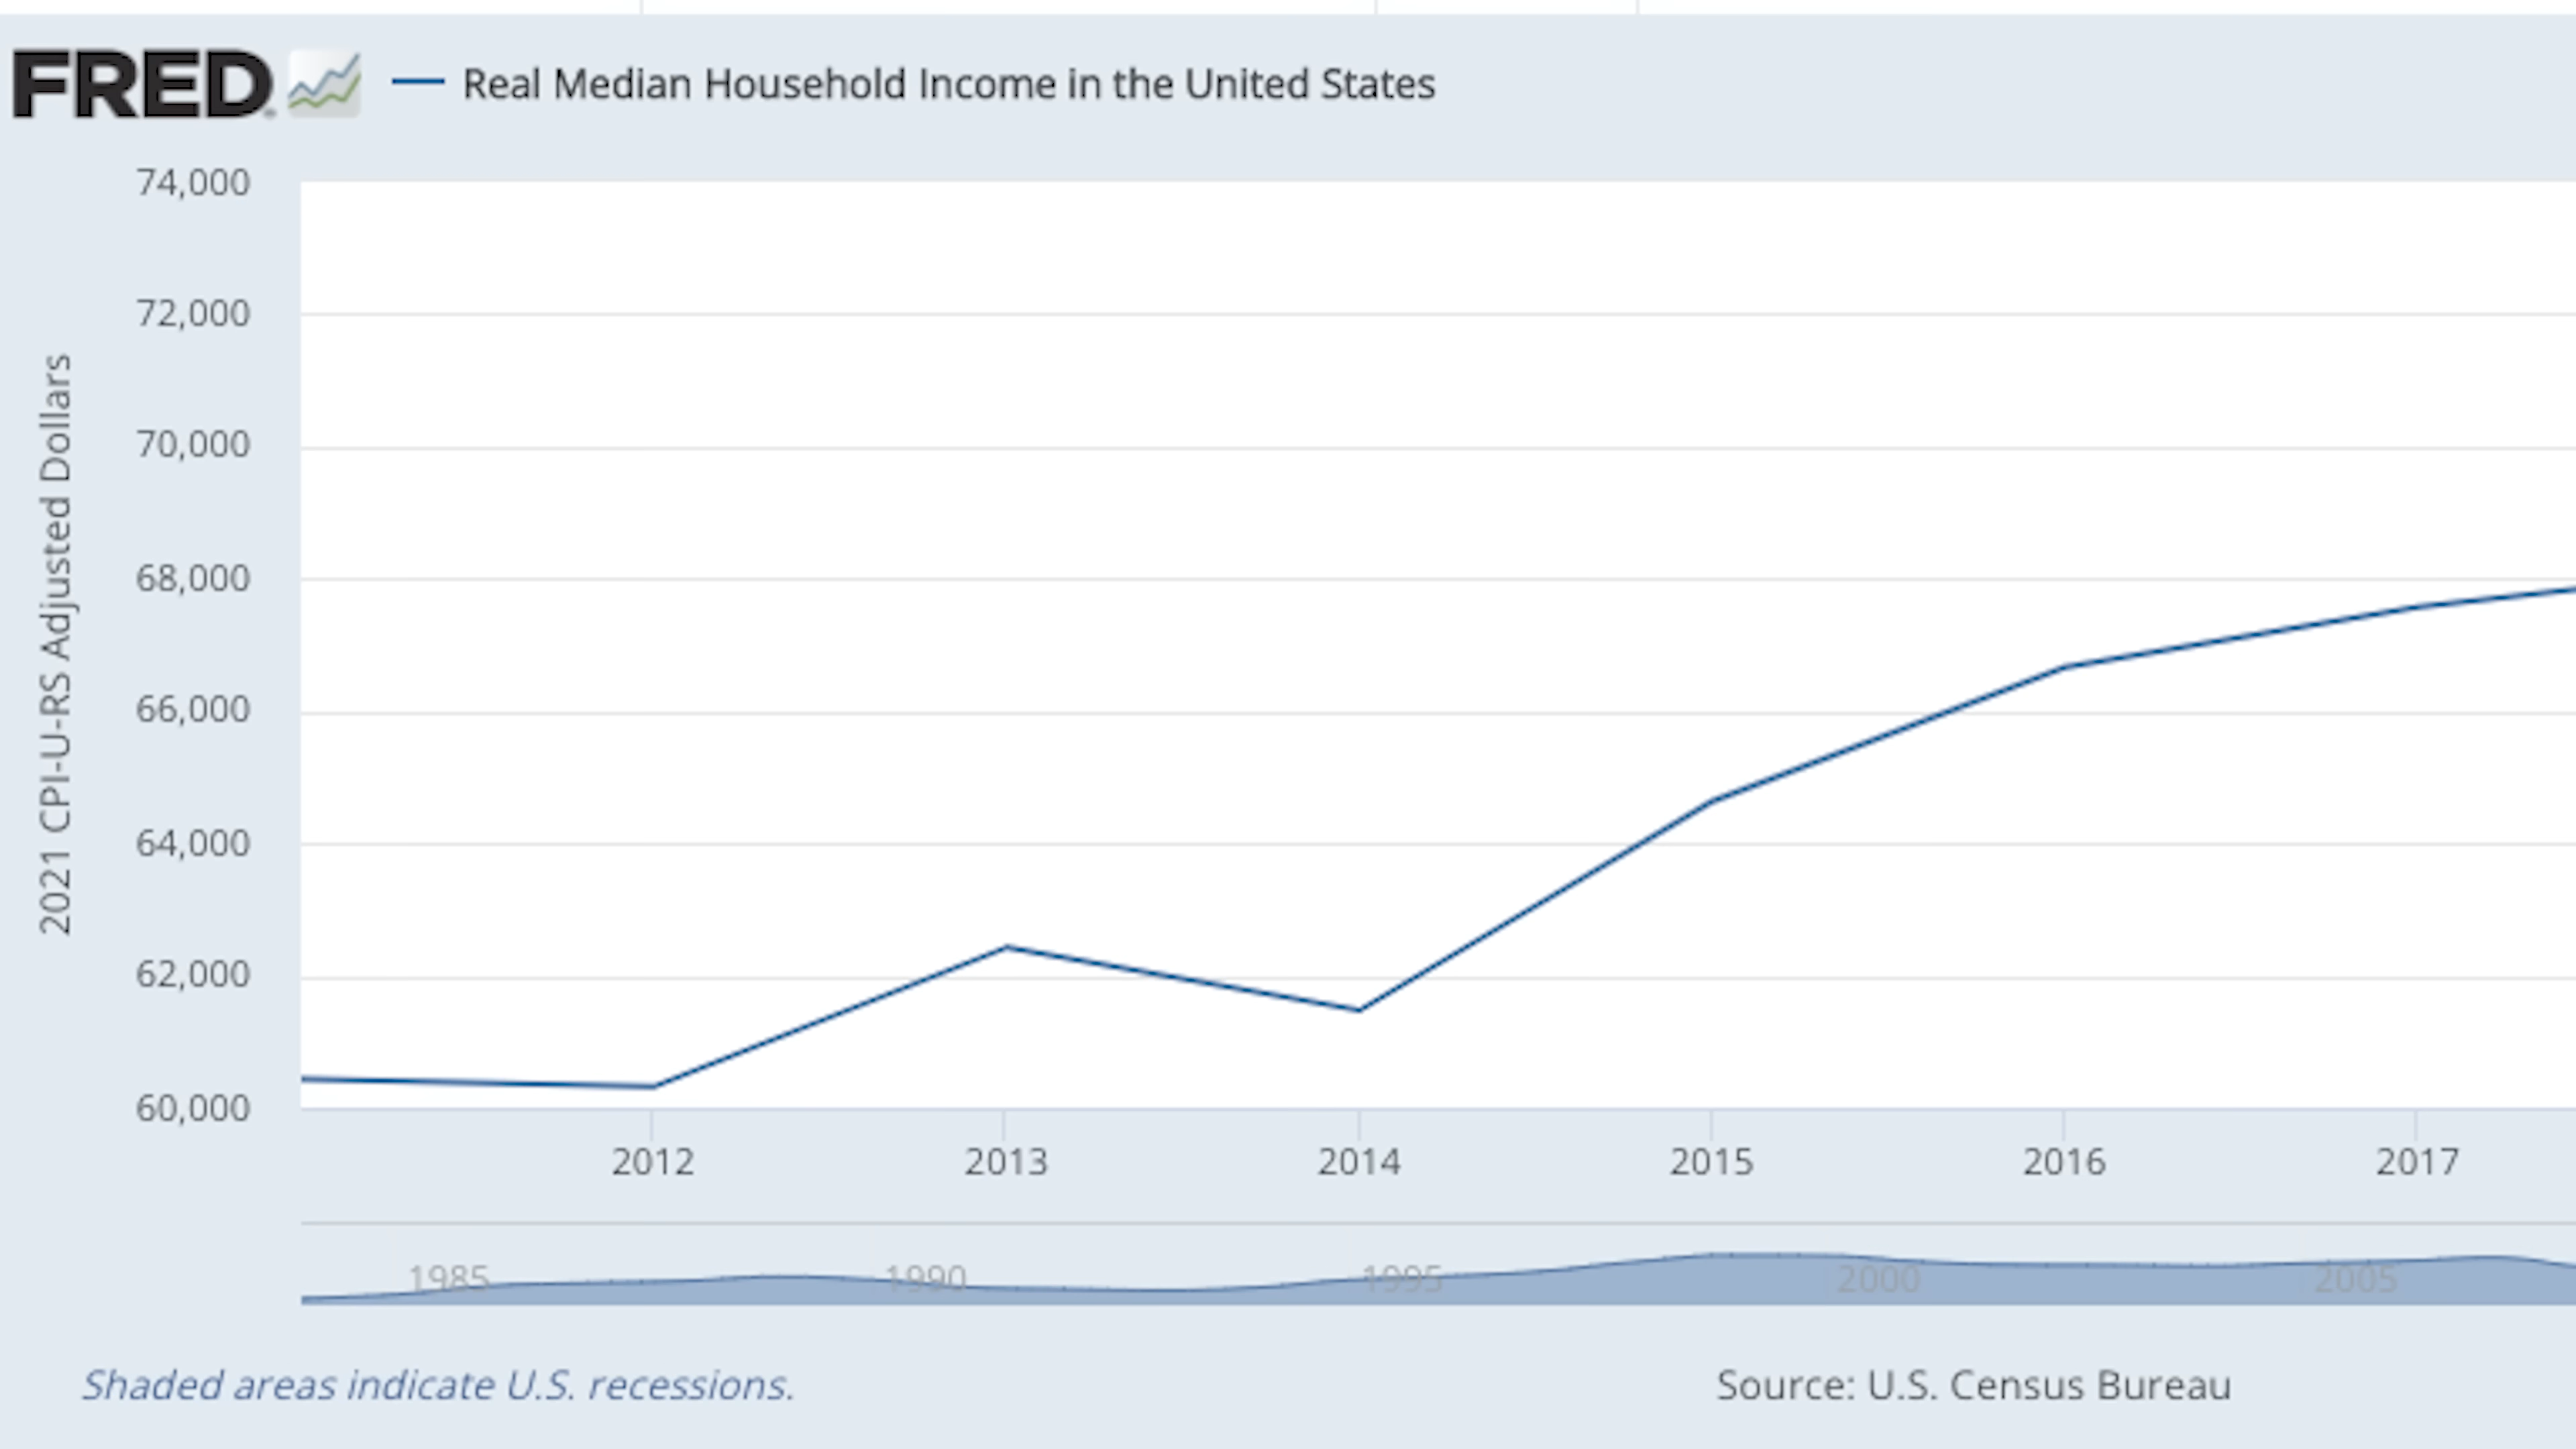 FRED
Real Median Household Income in the United States
74,000
72,000
70,000
68,000
66,000
64,000
62,000
60,000
2021 CPI-U-RS Adjusted Dollars
2012 2013 2014 2015 2016 2017
1985 1990 1995 2000 2005
Shaded areas indicate U.S. recessions.
Source: U.S. Census Bureau